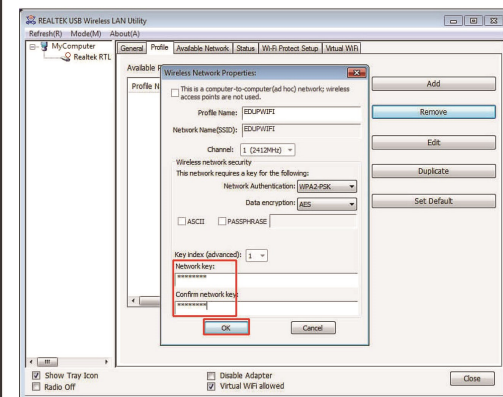 REALTEK USB Wireless LAN Utility
Refresh(R) Mode(M) About(A)
MyComputer
Realtek RTL
General Profile Available Network Status Wi-Fi Protect Setup Virtual WiFi
Available P
Profile N
Wireless Network Properties:
This is a computer-to-computer(ad hoc) network; wireless
access points are not used.
Profile Name: EDUPWIFI
Network Name(SSID): EDUPWIFI
Channel: 1 (2412MHz)
Wireless network security
This network requires a key for the following:
Network Authentication: WPA2-PSK
Data encryption: AES
ASCII PASSPHRASE
Key index (advanced): 1
Network key:
********
Confirm network key:
********
OK Cancel
Add
Remove
Edit
Duplicate
Set Default
Show Tray Icon
Radio Off
Disable Adapter
Virtual WiFi allowed
Close